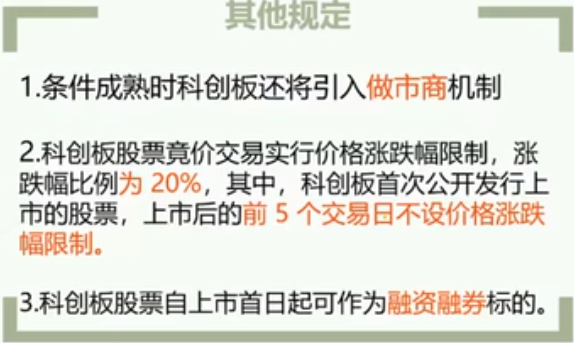 其他规定
1.条件成熟时科创板还将引入做市商机制
2.科创板股票竟价交易实行价格涨跌幅限制，涨
跌幅比例为 20%，其中，科创板首次公开发行上
市的股票，上市后的前 5 个交易日不设价格涨跌
幅限制。
3.科创板股票自上市首日起可作为融资融券标的。